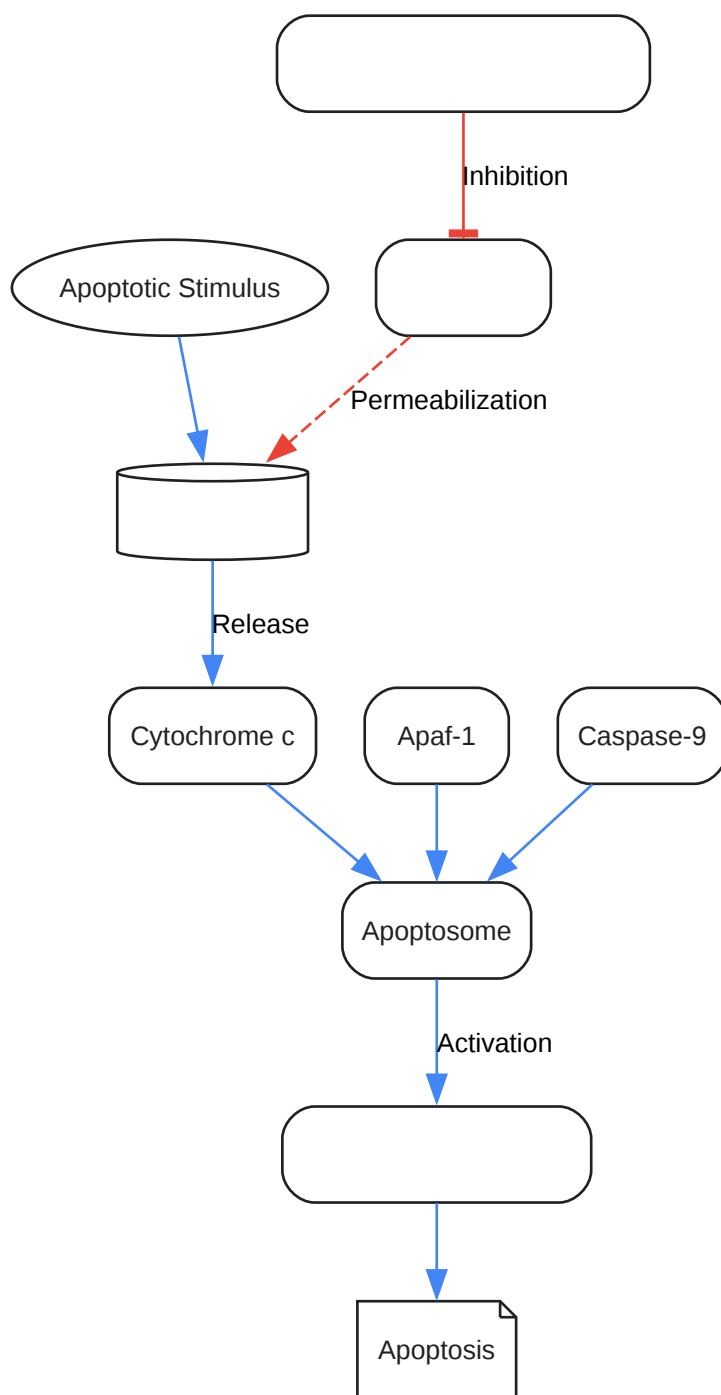 Inhibition
Apoptotic Stimulus
Permeabilization
Release
Cytochrome c
Apaf-1
Caspase-9
Apoptosome
Activation
Apoptosis